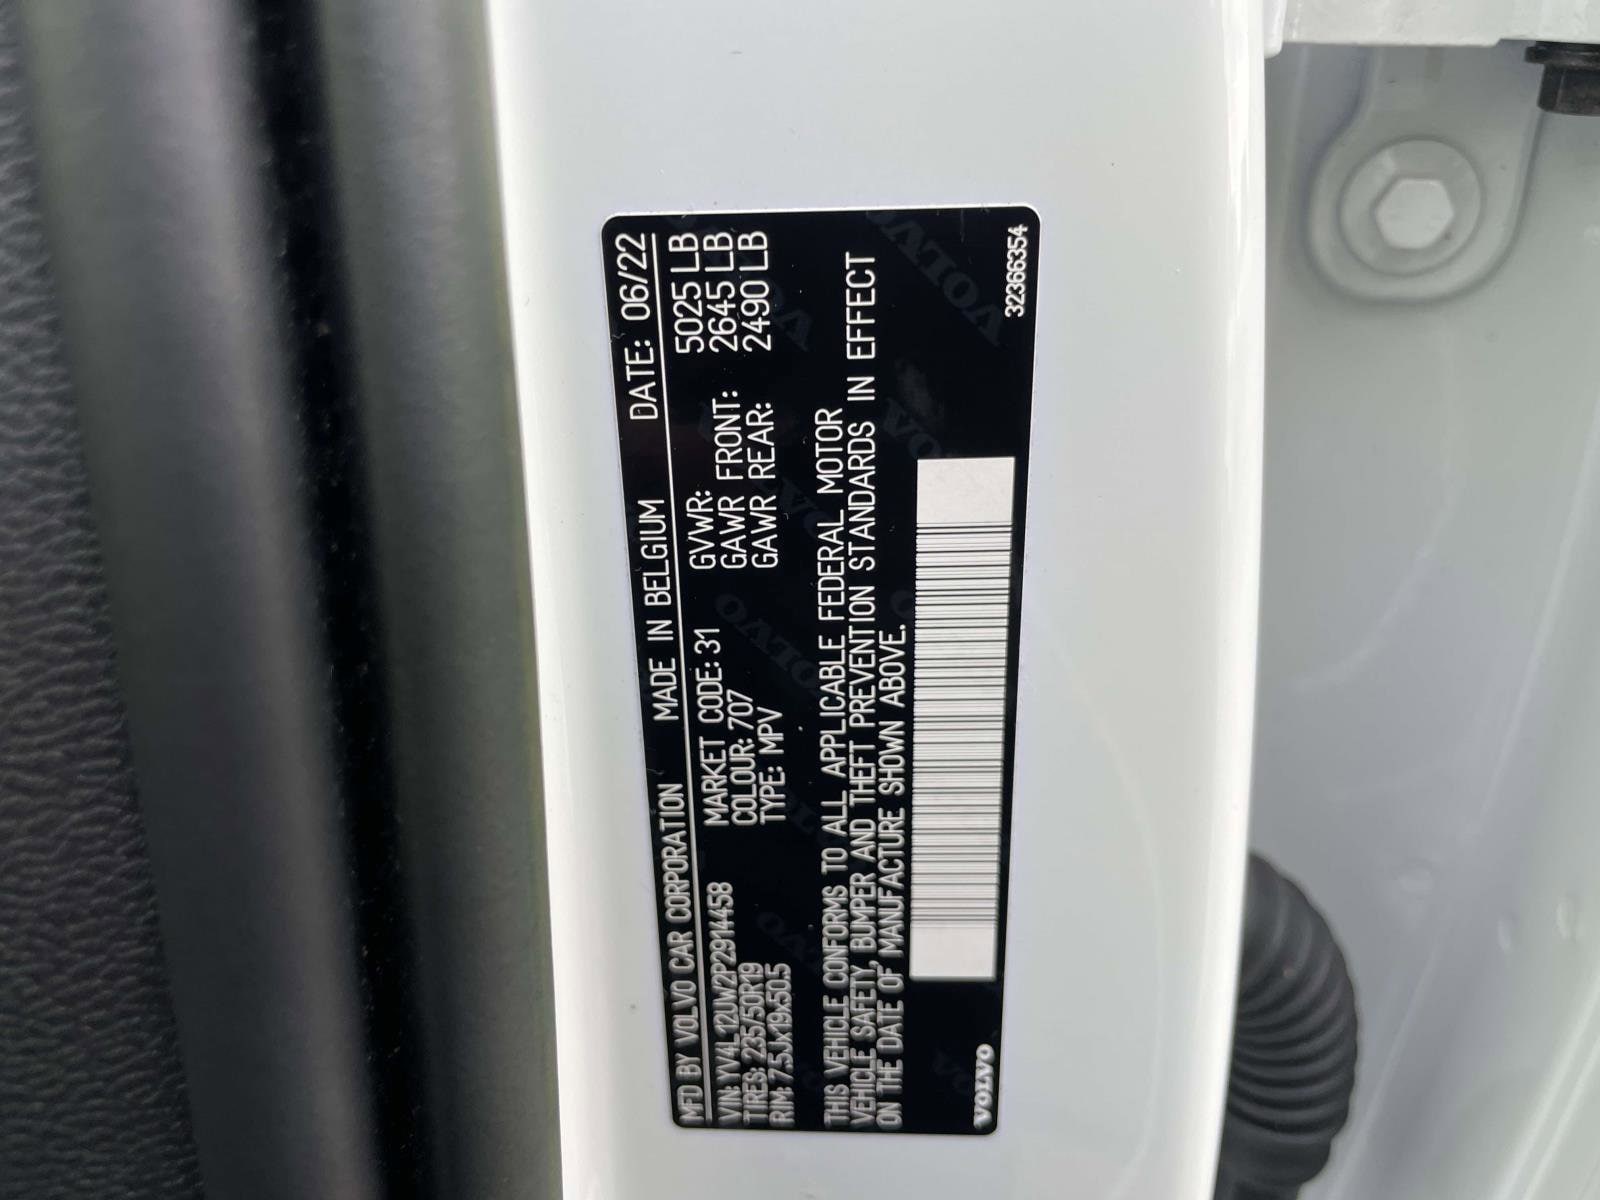 MFD BY VOLVO CAR CORPORATION MADE IN BELGIUM DATE: 06/22
VIN: YV4L12UW2P2914458 MARKET CODE: 31 GVWR: 5025 LB
TIRES: 235/50R19 COLOUR: 707 GAWR FRONT: 2645 LB
RIM: 7.5Jx19x50.5 TYPE: MPV GAWR REAR: 2490 LB
THIS VEHICLE CONFORMS TO ALL APPLICABLE FEDERAL MOTOR
VEHICLE SAFETY, BUMPER AND THEFT PREVENTION STANDARDS IN EFFECT
ON THE DATE OF MANUFACTURE SHOWN ABOVE.
VOLVO 32366354